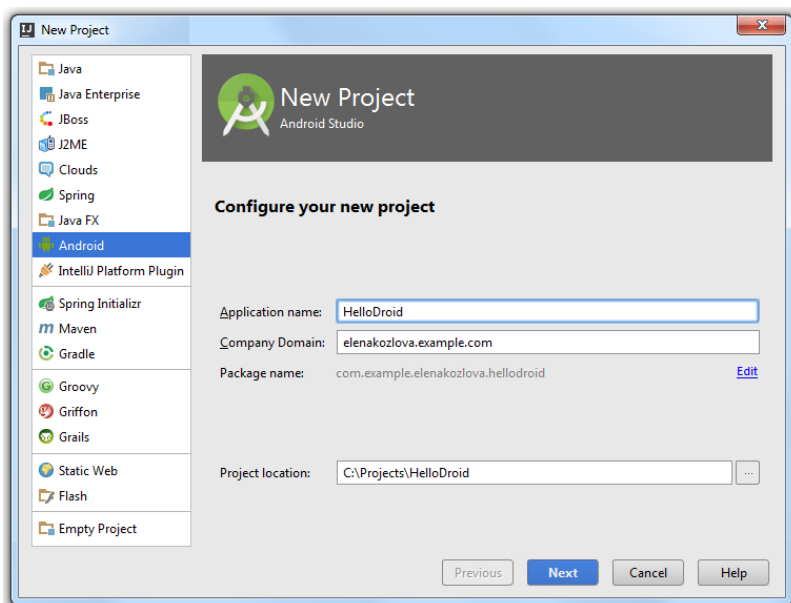 New Project
Java
Java Enterprise
JBoss
J2ME
Clouds
Spring
Java FX
Android
IntelliJ Platform Plugin
Spring Initializr
Maven
Gradle
Groovy
Griffon
Grails
Static Web
Flash
Empty Project
New Project
Android Studio
Configure your new project
Application name: HelloDroid
Company Domain: elenakozlova.example.com
Package name: com.example.elenakozlova.hellodroid Edit
Project location: C:\Projects\HelloDroid ...
Previous Next Cancel Help